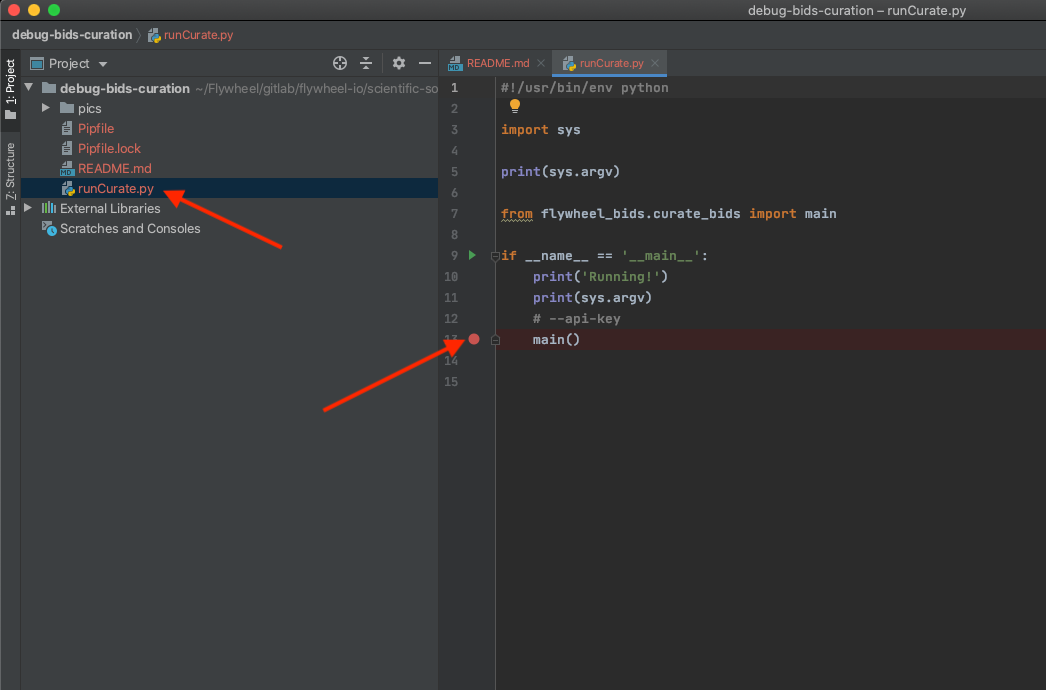 debug-bids-curation – runCurate.py
debug-bids-curation runCurate.py
1: Project
Z: Structure
Project
debug-bids-curation ~/Flywheel/gitlab/flywheel-io/scientific-so
pics
Pipfile
Pipfile.lock
MD README.md
runCurate.py
External Libraries
Scratches and Consoles
MD README.md runCurate.py
1 #!/usr/bin/env python
2
3 import sys
4
5 print(sys.argv)
6
7 from flywheel_bids.curate_bids import main
8
9 if __name__ == '__main__':
10 print('Running!')
11 print(sys.argv)
12 # --api-key
13 main()
14
15